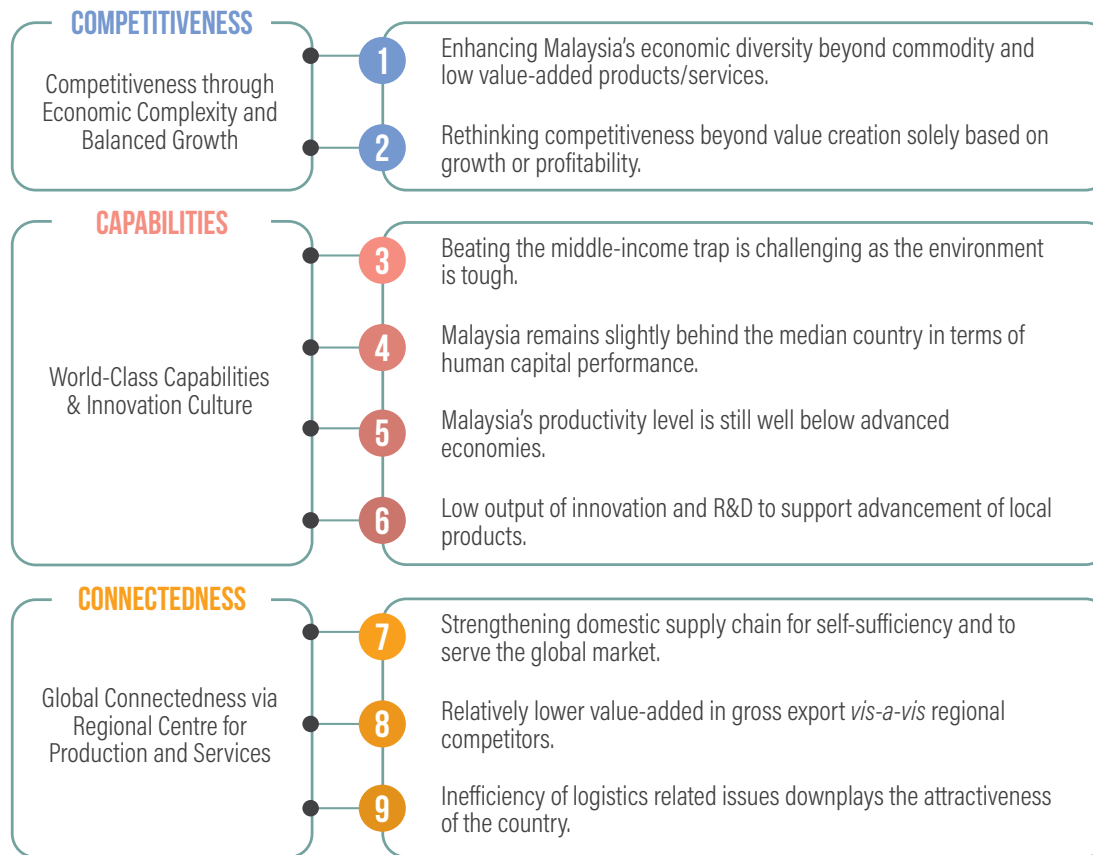 COMPETITIVENESS
Competitiveness through
Economic Complexity and
Balanced Growth
1
Enhancing Malaysia's economic diversity beyond commodity and
low value-added products/services.
2
Rethinking competitiveness beyond value creation solely based on
growth or profitability.
CAPABILITIES
World-Class Capabilities
& Innovation Culture
3
Beating the middle-income trap is challenging as the environment
is tough.
4
Malaysia remains slightly behind the median country in terms of
human capital performance.
5
Malaysia's productivity level is still well below advanced
economies.
6
Low output of innovation and R&D to support advancement of local
products.
CONNECTEDNESS
Global Connectedness via
Regional Centre for
Production and Services
7
Strengthening domestic supply chain for self-sufficiency and to
serve the global market.
8
Relatively lower value-added in gross export vis-a-vis regional
competitors.
9
Inefficiency of logistics related issues downplays the attractiveness
of the country.